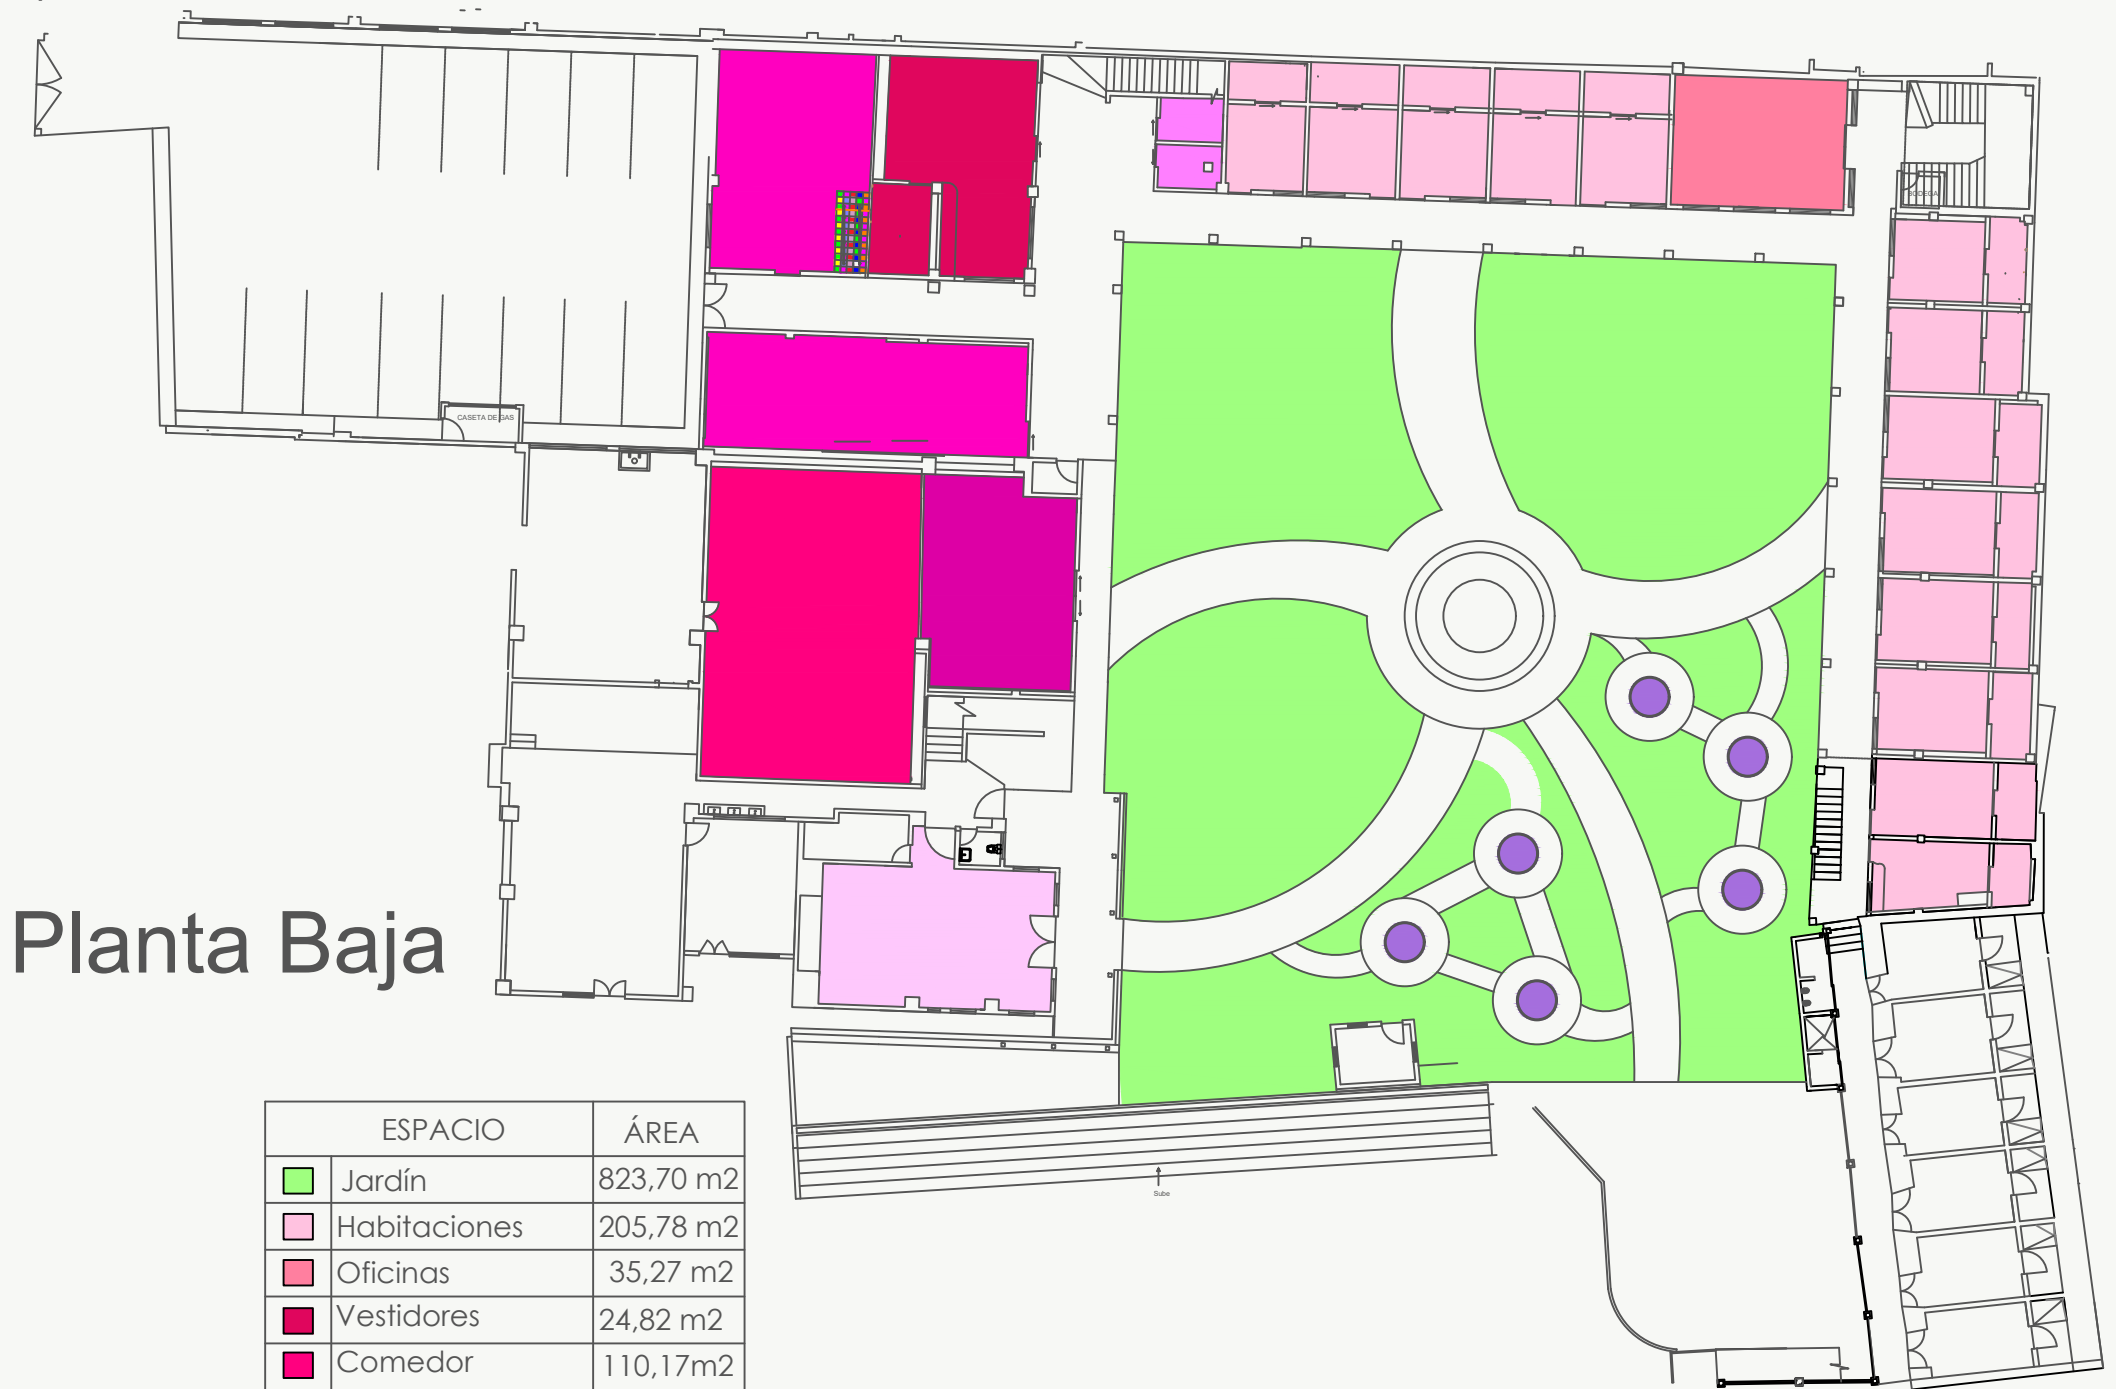 BODEGA
CASETA DE GAS
Planta Baja
ESPACIO ÁREA
Jardín 823,70 m2
Habitaciones 205,78 m2
Oficinas 35,27 m2
Vestidores 24,82 m2
Comedor 110,17m2
Sube